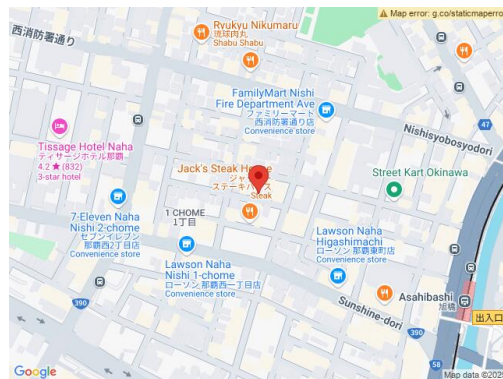 Map error: g.co/staticmaperro
Ryukyu Nikumaru
琉球肉丸
Shabu Shabu
西消防署通り
FamilyMart Nishi
Fire Department Ave
ファミリーマート
西消防署通り店
Convenience store
47
Nishisyobosyodori
Tissage Hotel Naha
ティサージホテル那覇
4.2★(832)
3-star hotel
Jack's Steak House
ステーキハウス
Steak
Street Kart Okinawa
7-Eleven Naha
Nishi 2-chome
セブンイレブン
那覇西2丁目店
Convenience store
1 CHOME
1丁目
Lawson Naha
Higashimachi
ローソン 那覇東町店
Convenience store
Lawson Naha
Nishi 1-chome
ローソン 那覇西一丁目店
Convenience store
Asahibashi
旭橋
出入口
Sunshine-dori
390
390
58
Google
Map data ©2025